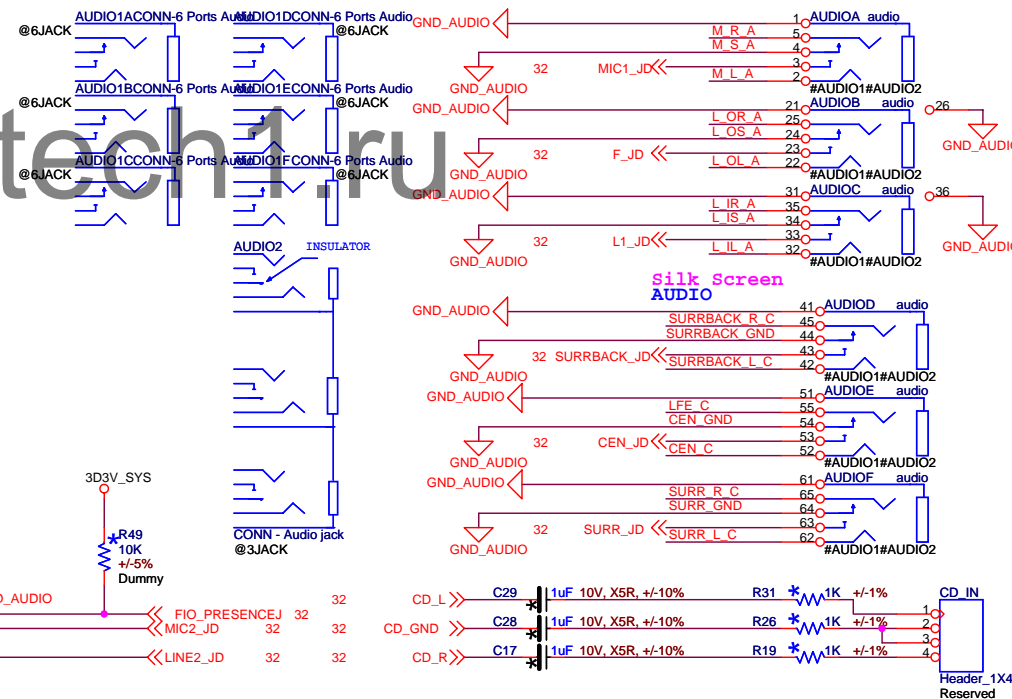 AUDIO1ACONN-6 Ports Audio
@6JACK
AUDIO1DCONN-6 Ports Audio
@6JACK
AUDIO1BCONN-6 Ports Audio
@6JACK
AUDIO1ECONN-6 Ports Audio
@6JACK
tech1.ru
AUDIO1CCONN-6 Ports Audio
@6JACK
AUDIO1FCONN-6 Ports Audio
@6JACK
AUDIO2
INSULATOR
CONN - Audio jack
@3JACK
GND_AUDIO
1 AUDIOA audio
M_R_A 5
M_S_A 4
32 MIC1_JD 3
M_L_A 2
GND_AUDIO
#AUDIO1#AUDIO2
GND_AUDIO
21 AUDIOB audio
L_OR_A 25
L_OS_A 24
32 F_JD 23
L_OL_A 22
GND_AUDIO
#AUDIO1#AUDIO2
26
GND_AUDIO
GND_AUDIO
31 AUDIOC audio
L_IR_A 35
L_IS_A 34
32 L1_JD 33
L_IL_A 32
GND_AUDIO
#AUDIO1#AUDIO2
36
GND_AUDIO
Silk Screen
AUDIO
GND_AUDIO
41 AUDIOD audio
SURRBACK_R_C 45
SURRBACK_GND 44
32 SURRBACK_JD 43
SURRBACK_L_C 42
GND_AUDIO
#AUDIO1#AUDIO2
GND_AUDIO
51 AUDIOE audio
LFE_C 55
CEN_GND 54
32 CEN_JD 53
CEN_C 52
GND_AUDIO
#AUDIO1#AUDIO2
GND_AUDIO
61 AUDIOF audio
SURR_R_C 65
SURR_GND 64
32 SURR_JD 63
SURR_L_C 62
GND_AUDIO
#AUDIO1#AUDIO2
3D3V_SYS
* R49
10K
+/-5%
Dummy
D_AUDIO
FIO_PRESENCEJ 32
MIC2_JD 32
LINE2_JD 32
32 CD_L C29 * 1uF 10V, X5R, +/-10% R31 * 1K +/-1%
32 CD_GND C28 * 1uF 10V, X5R, +/-10% R26 * 1K +/-1%
32 CD_R C17 * 1uF 10V, X5R, +/-10% R19 * 1K +/-1%
CD_IN
1
2
3
4
Header_1X4
Reserved